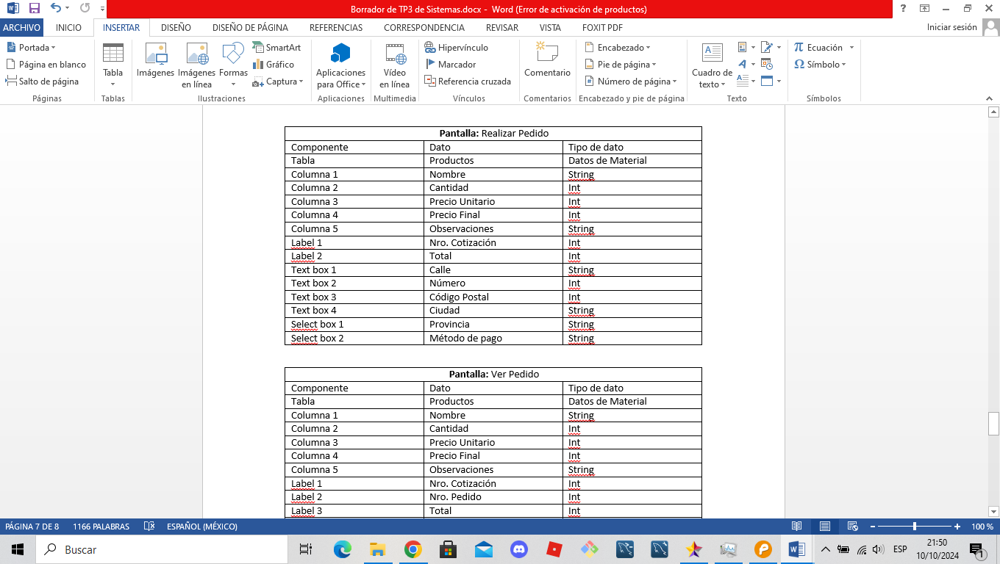 Borrador de TP3 de Sistemas.docx - Word (Error de activación de productos)
ARCHIVO INICIO INSERTAR DISEÑO DISEÑO DE PÁGINA REFERENCIAS CORRESPONDENCIA REVISAR VISTA FOXIT PDF Iniciar sesión
Portada
Página en blanco
Salto de página
Páginas
Tabla
Tablas
Imágenes
Imágenes en línea
Formas
SmartArt
Gráfico
Captura
Ilustraciones
Aplicaciones para Office
Aplicaciones
Vídeo en línea
Multimedia
Hipervínculo
Marcador
Referencia cruzada
Vínculos
Comentario
Comentarios
Encabezado
Pie de página
Número de página
Encabezado y pie de página
Cuadro de texto
Texto
Ecuación
Símbolo
Símbolos
Pantalla: Realizar Pedido
Componente Dato Tipo de dato
Tabla Productos Datos de Material
Columna 1 Nombre String
Columna 2 Cantidad Int
Columna 3 Precio Unitario Int
Columna 4 Precio Final Int
Columna 5 Observaciones String
Label 1 Nro. Cotización Int
Label 2 Total Int
Text box 1 Calle String
Text box 2 Número Int
Text box 3 Código Postal Int
Text box 4 Ciudad String
Select box 1 Provincia String
Select box 2 Método de pago String
Pantalla: Ver Pedido
Componente Dato Tipo de dato
Tabla Productos Datos de Material
Columna 1 Nombre String
Columna 2 Cantidad Int
Columna 3 Precio Unitario Int
Columna 4 Precio Final Int
Columna 5 Observaciones String
Label 1 Nro. Cotización Int
Label 2 Nro. Pedido Int
Label 3 Total Int
PÁGINA 7 DE 8 1166 PALABRAS ESPAÑOL (MÉXICO) 100 %
Buscar
ESP
21:50
10/10/2024
1